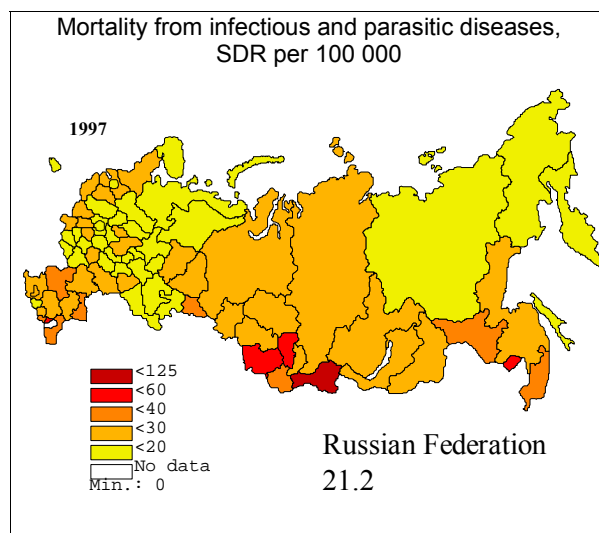 Mortality from infectious and parasitic diseases,
SDR per 100 000
1997
<125
<60
<40
<30
<20
No data
Min.: 0
Russian Federation
21.2